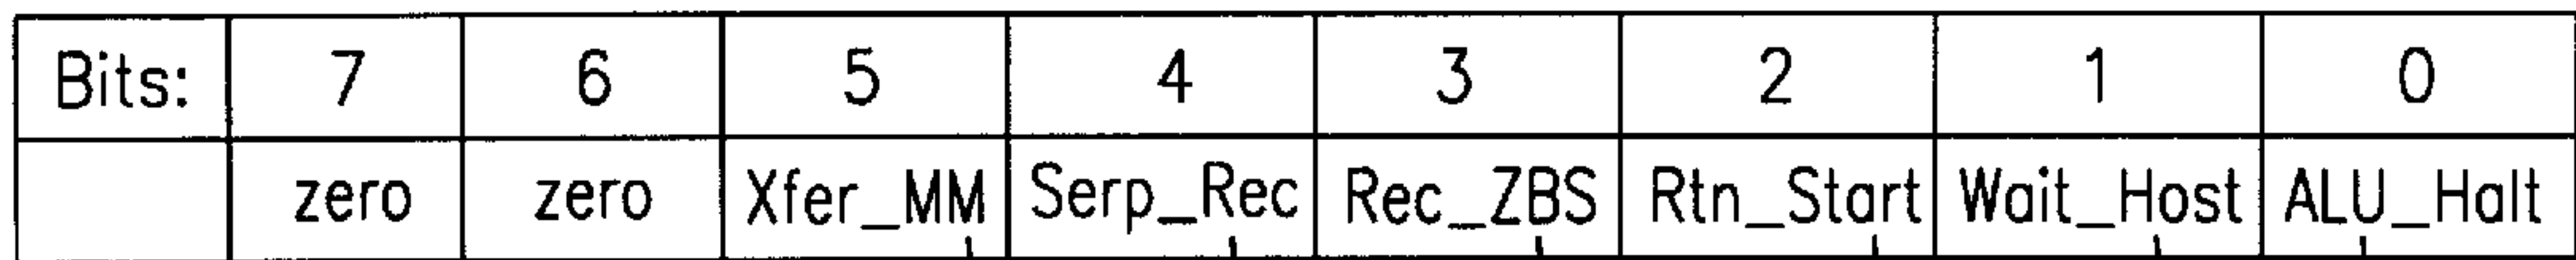 Bits: 7 6 5 4 3 2 1 0
zero zero Xfer_MM Serp_Rec Rec_ZBS Rtn_Start Wait_Host ALU_Halt